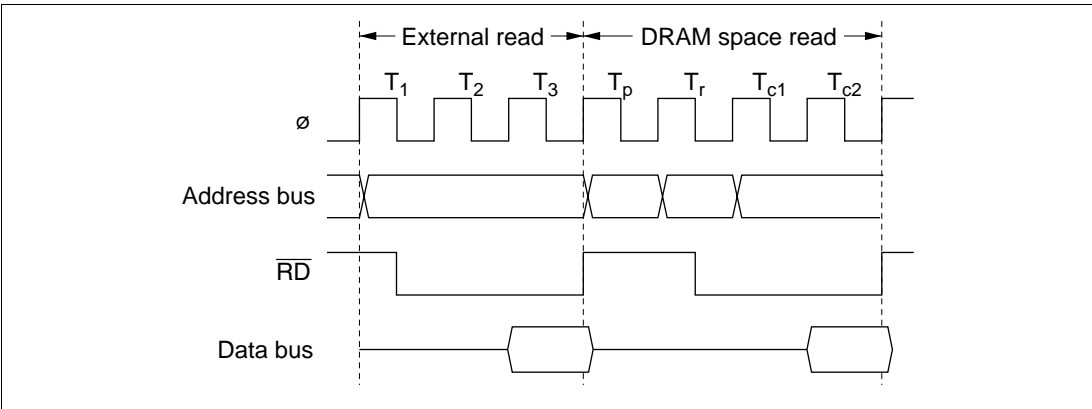 External read DRAM space read
T1 T2 T3 Tp Tr Tc1 Tc2
ø
Address bus
RD
Data bus